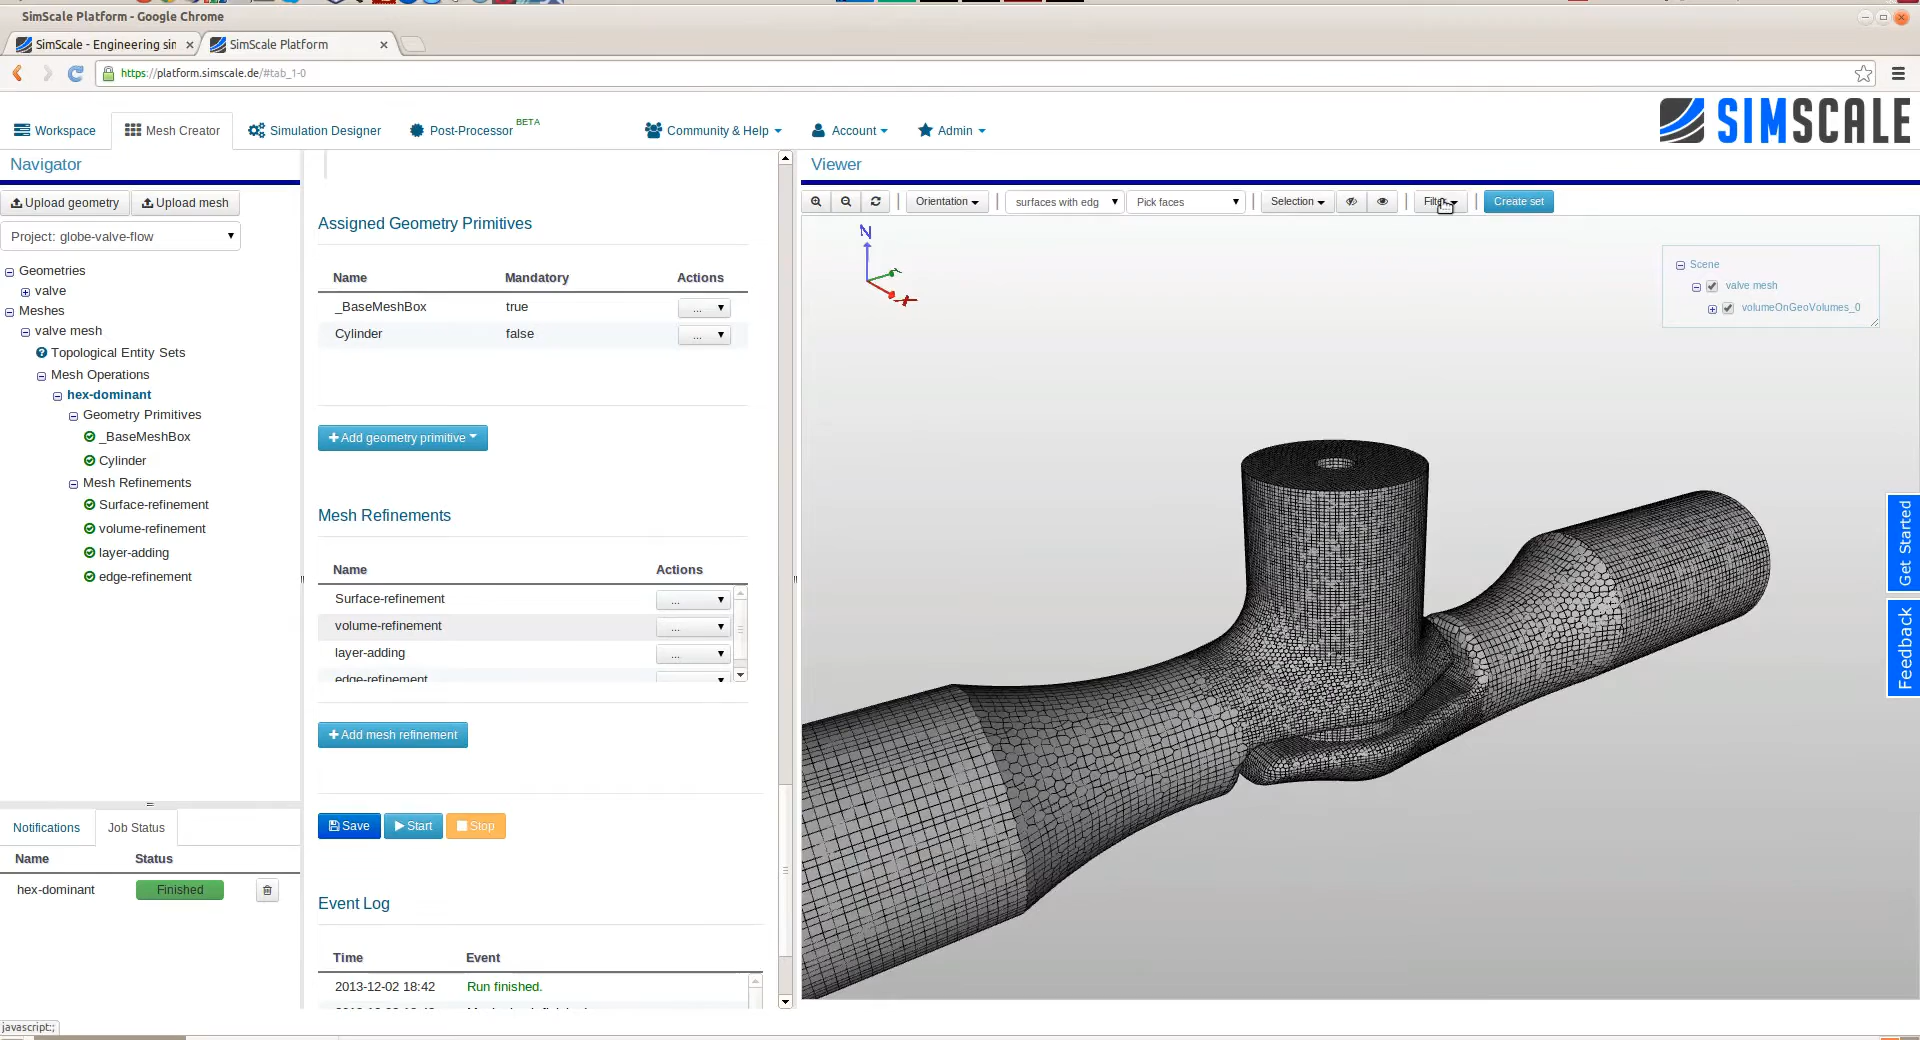 SimScale Platform - Google Chrome
SimScale - Engineering sin
SimScale Platform
https://platform.simscale.de/#tab_1-0
Workspace
Mesh Creator
Simulation Designer
Post-Processor BETA
Community & Help
Account
Admin
SIMSCALE
Navigator
Viewer
Upload geometry
Upload mesh
Orientation
surfaces with edg
Pick faces
Selection
Create set
Project: globe-valve-flow
Geometries
valve
Meshes
valve mesh
Topological Entity Sets
Mesh Operations
hex-dominant
Geometry Primitives
_BaseMeshBox
Cylinder
Mesh Refinements
Surface-refinement
volume-refinement
layer-adding
edge-refinement
Notifications
Job Status
Name Status
hex-dominant Finished
Assigned Geometry Primitives
Name Mandatory Actions
_BaseMeshBox true ...
Cylinder false ...
Add geometry primitive
Mesh Refinements
Name Actions
Surface-refinement ...
volume-refinement ...
layer-adding ...
edge-refinement
Add mesh refinement
Save
Start
Stop
Event Log
Time Event
2013-12-02 18:42 Run finished.
Scene
valve mesh
volumeOnGeoVolumes_0
Get Started
Feedback
javascript:;